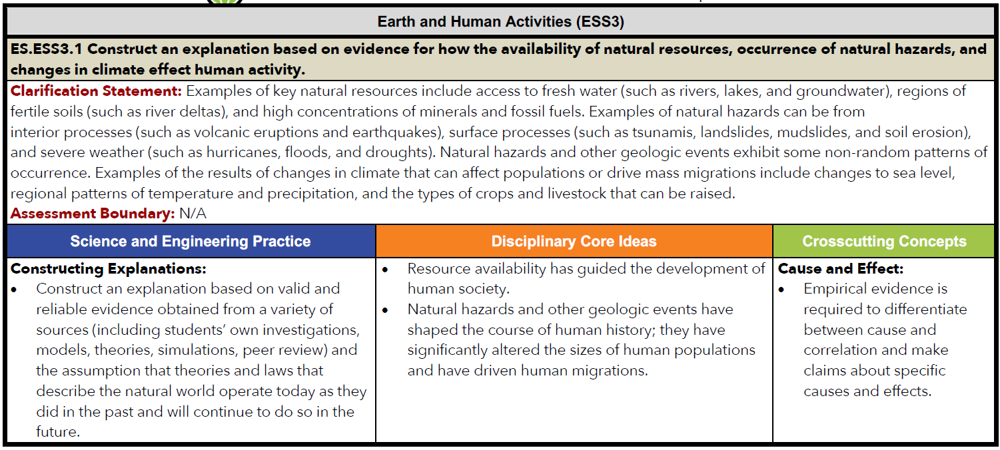 Earth and Human Activities (ESS3)
ES.ESS3.1 Construct an explanation based on evidence for how the availability of natural resources, occurrence of natural hazards, and
changes in climate effect human activity.
Clarification Statement: Examples of key natural resources include access to fresh water (such as rivers, lakes, and groundwater), regions of
fertile soils (such as river deltas), and high concentrations of minerals and fossil fuels. Examples of natural hazards can be from
interior processes (such as volcanic eruptions and earthquakes), surface processes (such as tsunamis, landslides, mudslides, and soil erosion),
and severe weather (such as hurricanes, floods, and droughts). Natural hazards and other geologic events exhibit some non-random patterns of
occurrence. Examples of the results of changes in climate that can affect populations or drive mass migrations include changes to sea level,
regional patterns of temperature and precipitation, and the types of crops and livestock that can be raised.
Assessment Boundary: N/A
Science and Engineering Practice
Constructing Explanations:
• Construct an explanation based on valid and
reliable evidence obtained from a variety of
sources (including students’ own investigations,
models, theories, simulations, peer review) and
the assumption that theories and laws that
describe the natural world operate today as they
did in the past and will continue to do so in the
future.
Disciplinary Core Ideas
• Resource availability has guided the development of
human society.
• Natural hazards and other geologic events have
shaped the course of human history; they have
significantly altered the sizes of human populations
and have driven human migrations.
Crosscutting Concepts
Cause and Effect:
• Empirical evidence is
required to differentiate
between cause and
correlation and make
claims about specific
causes and effects.